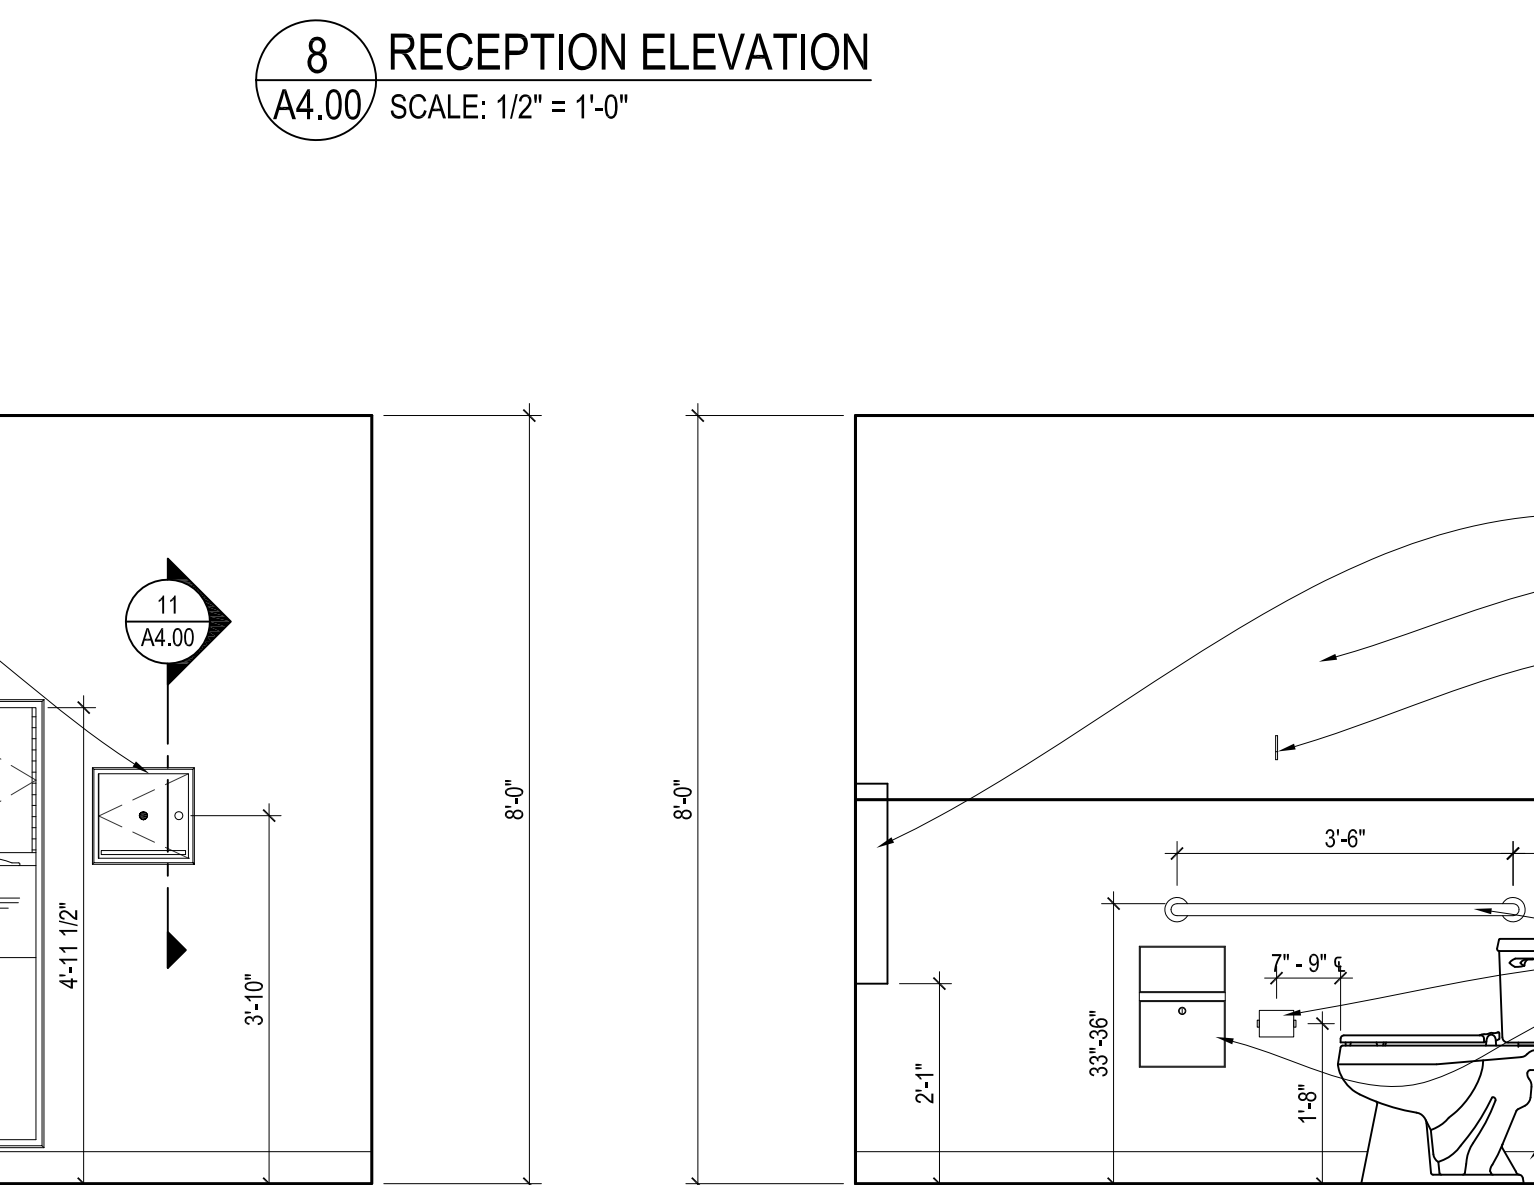 8
RECEPTION ELEVATION
A4.00
SCALE: 1/2" = 1'-0"
11
A4.00
8'-0"
8'-0"
3'-6"
4'-11 1/2"
3'-10"
7" - 9" ℄
33"-36"
2'-1"
1'-8"